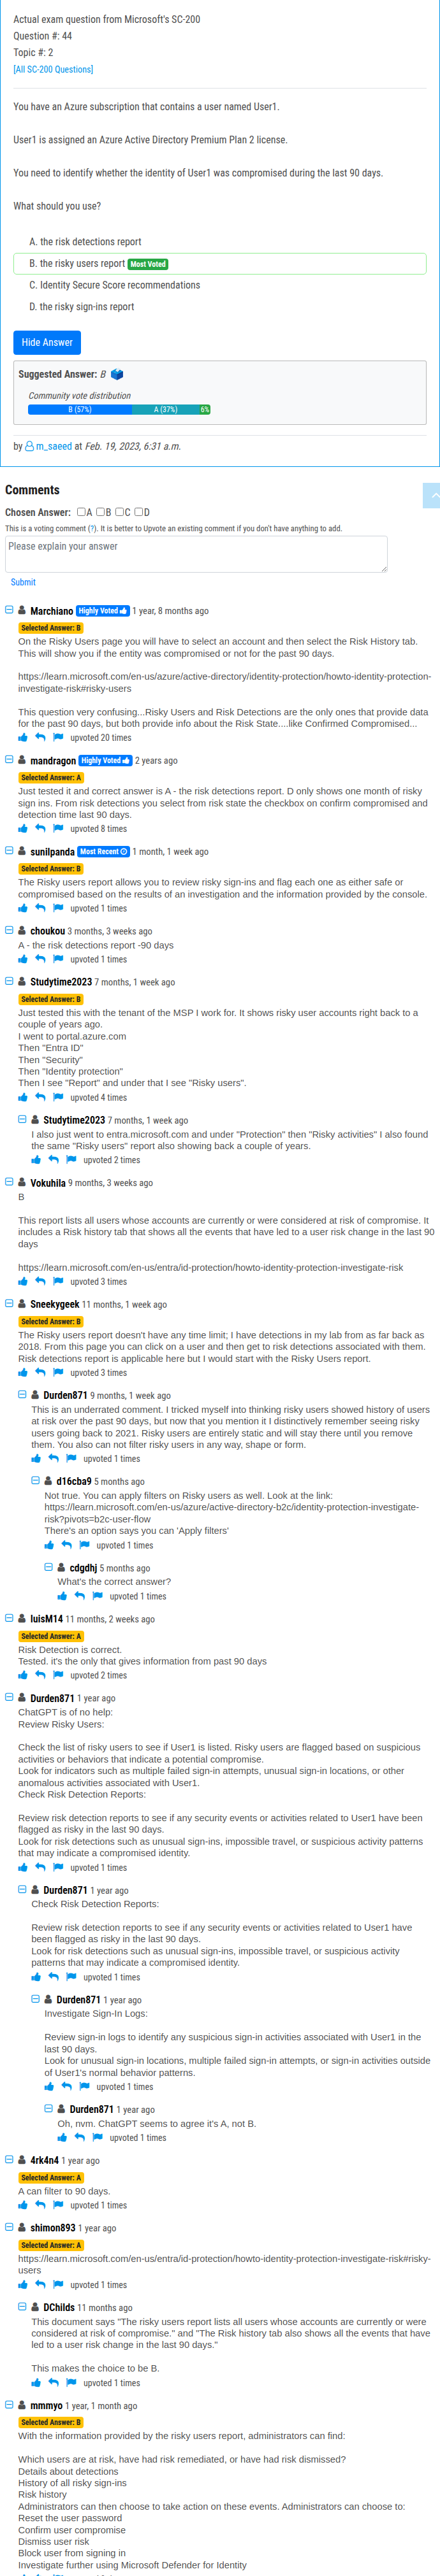 Actual exam question from Microsoft's SC-200
Question #: 44
Topic #: 2
[All SC-200 Questions]
You have an Azure subscription that contains a user named User1.
User1 is assigned an Azure Active Directory Premium Plan 2 license.
You need to identify whether the identity of User1 was compromised during the last 90 days.
What should you use?
A. the risk detections report
B. the risky users report Most Voted
C. Identity Secure Score recommendations
D. the risky sign-ins report
Hide Answer
Suggested Answer: B
Community vote distribution
B (57%) A (37%) 6%
by m_saeed at Feb. 19, 2023, 6:31 a.m.
Comments
Chosen Answer: A B C D
This is a voting comment (?). It is better to Upvote an existing comment if you don't have anything to add.
Please explain your answer
Submit
Marchiano Highly Voted 1 year, 8 months ago
Selected Answer: B
On the Risky Users page you will have to select an account and then select the Risk History tab.
This will show you if the entity was compromised or not for the past 90 days.
https://learn.microsoft.com/en-us/azure/active-directory/identity-protection/howto-identity-protection-
investigate-risk#risky-users
This question very confusing...Risky Users and Risk Detections are the only ones that provide data
for the past 90 days, but both provide info about the Risk State....like Confirmed Compromised...
upvoted 20 times
mandragon Highly Voted 2 years ago
Selected Answer: A
Just tested it and correct answer is A - the risk detections report. D only shows one month of risky
sign ins. From risk detections you select from risk state the checkbox on confirm compromised and
detection time last 90 days.
upvoted 8 times
sunilpanda Most Recent 1 month, 1 week ago
Selected Answer: B
The Risky users report allows you to review risky sign-ins and flag each one as either safe or
compromised based on the results of an investigation and the information provided by the console.
upvoted 1 times
choukou 3 months, 3 weeks ago
A - the risk detections report -90 days
upvoted 1 times
Studytime2023 7 months, 1 week ago
Selected Answer: B
Just tested this with the tenant of the MSP I work for. It shows risky user accounts right back to a
couple of years ago.
I went to portal.azure.com
Then "Entra ID"
Then "Security"
Then "Identity protection"
Then I see "Report" and under that I see "Risky users".
upvoted 4 times
Studytime2023 7 months, 1 week ago
I also just went to entra.microsoft.com and under "Protection" then "Risky activities" I also found
the same "Risky users" report also showing back a couple of years.
upvoted 2 times
Vokuhila 9 months, 3 weeks ago
B
This report lists all users whose accounts are currently or were considered at risk of compromise. It
includes a Risk history tab that shows all the events that have led to a user risk change in the last 90
days
https://learn.microsoft.com/en-us/entra/id-protection/howto-identity-protection-investigate-risk
upvoted 3 times
Sneekygeek 11 months, 1 week ago
Selected Answer: B
The Risky users report doesn't have any time limit; I have detections in my lab from as far back as
2018. From this page you can click on a user and then get to risk detections associated with them.
Risk detections report is applicable here but I would start with the Risky Users report.
upvoted 3 times
Durden871 9 months, 1 week ago
This is an underrated comment. I tricked myself into thinking risky users showed history of users
at risk over the past 90 days, but now that you mention it I distinctively remember seeing risky
users going back to 2021. Risky users are entirely static and will stay there until you remove
them. You also can not filter risky users in any way, shape or form.
upvoted 1 times
d16cba9 5 months ago
Not true. You can apply filters on Risky users as well. Look at the link:
https://learn.microsoft.com/en-us/azure/active-directory-b2c/identity-protection-investigate-
risk?pivots=b2c-user-flow
There's an option says you can 'Apply filters'
upvoted 1 times
cdgdhj 5 months ago
What's the correct answer?
upvoted 1 times
luisM14 11 months, 2 weeks ago
Selected Answer: A
Risk Detection is correct.
Tested. it's the only that gives information from past 90 days
upvoted 2 times
Durden871 1 year ago
ChatGPT is of no help:
Review Risky Users:
Check the list of risky users to see if User1 is listed. Risky users are flagged based on suspicious
activities or behaviors that indicate a potential compromise.
Look for indicators such as multiple failed sign-in attempts, unusual sign-in locations, or other
anomalous activities associated with User1.
Check Risk Detection Reports:
Review risk detection reports to see if any security events or activities related to User1 have been
flagged as risky in the last 90 days.
Look for risk detections such as unusual sign-ins, impossible travel, or suspicious activity patterns
that may indicate a compromised identity.
upvoted 1 times
Durden871 1 year ago
Check Risk Detection Reports:
Review risk detection reports to see if any security events or activities related to User1 have
been flagged as risky in the last 90 days.
Look for risk detections such as unusual sign-ins, impossible travel, or suspicious activity
patterns that may indicate a compromised identity.
upvoted 1 times
Durden871 1 year ago
Investigate Sign-In Logs:
Review sign-in logs to identify any suspicious sign-in activities associated with User1 in the
last 90 days.
Look for unusual sign-in locations, multiple failed sign-in attempts, or sign-in activities outside
of User1's normal behavior patterns.
upvoted 1 times
Durden871 1 year ago
Oh, nvm. ChatGPT seems to agree it's A, not B.
upvoted 1 times
4rk4n4 1 year ago
Selected Answer: A
A can filter to 90 days.
upvoted 1 times
shimon893 1 year ago
Selected Answer: A
https://learn.microsoft.com/en-us/entra/id-protection/howto-identity-protection-investigate-risk#risky-
users
upvoted 1 times
DChilds 11 months ago
This document says "The risky users report lists all users whose accounts are currently or were
considered at risk of compromise." and "The Risk history tab also shows all the events that have
led to a user risk change in the last 90 days."
This makes the choice to be B.
upvoted 1 times
mmmyo 1 year, 1 month ago
Selected Answer: B
With the information provided by the risky users report, administrators can find:
Which users are at risk, have had risk remediated, or have had risk dismissed?
Details about detections
History of all risky sign-ins
Risk history
Administrators can then choose to take action on these events. Administrators can choose to:
Reset the user password
Confirm user compromise
Dismiss user risk
Block user from signing in
Investigate further using Microsoft Defender for Identity